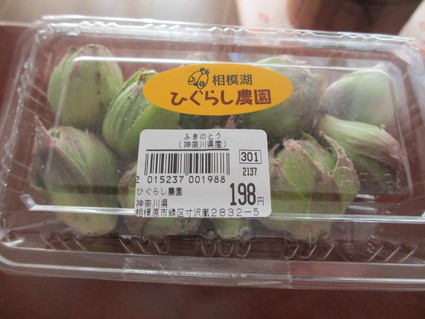 相模湖
ひぐらし農園
ふきのとう
(神奈川県産)
301
2137
2 015237 001988
ひぐらし農園
198円
神奈川県
相模原市緑区寸沢嵐2832-5